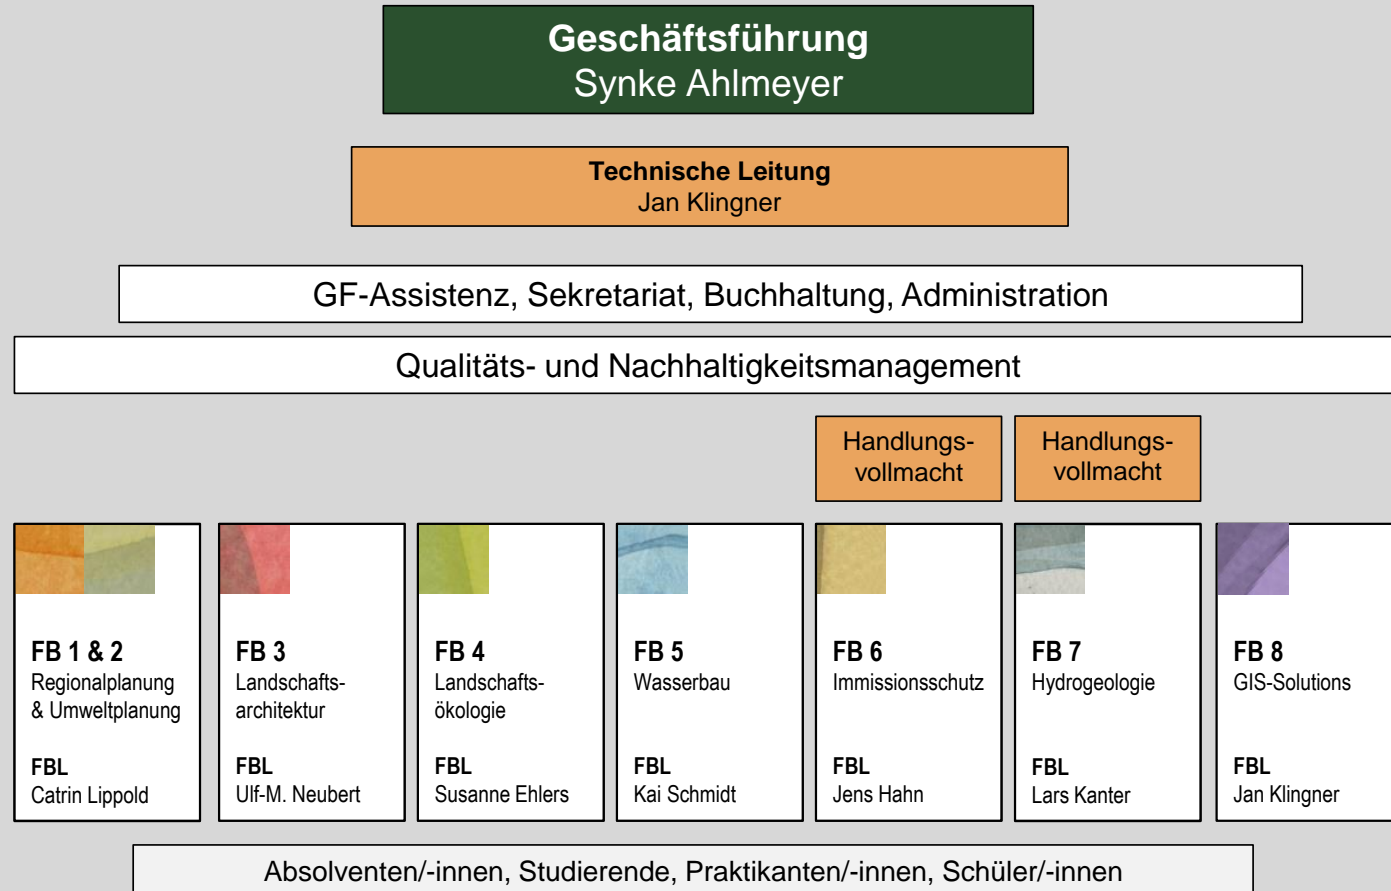 Geschäftsführung
Synke Ahlmeyer
Technische Leitung
Jan Klingner
GF-Assistenz, Sekretariat, Buchhaltung, Administration
Qualitäts- und Nachhaltigkeitsmanagement
Handlungs-
vollmacht
Handlungs-
vollmacht
FB 1 & 2
Regionalplanung
& Umweltplanung
FBL
Catrin Lippold
FB 3
Landschafts-
architektur
FBL
Ulf-M. Neubert
FB 4
Landschafts-
ökologie
FBL
Susanne Ehlers
FB 5
Wasserbau
FBL
Kai Schmidt
FB 6
Immissionsschutz
FBL
Jens Hahn
FB 7
Hydrogeologie
FBL
Lars Kanter
FB 8
GIS-Solutions
FBL
Jan Klingner
Absolventen/-innen, Studierende, Praktikanten/-innen, Schüler/-innen